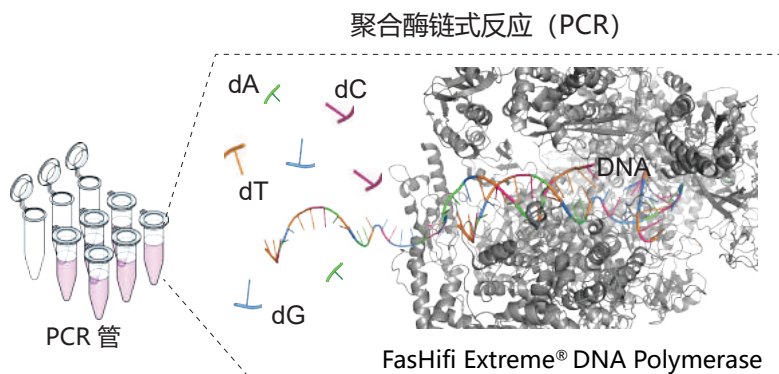 聚合酶链式反应（PCR）
dA
dC
dT
DNA
dG
PCR 管
FasHifi Extreme® DNA Polymerase